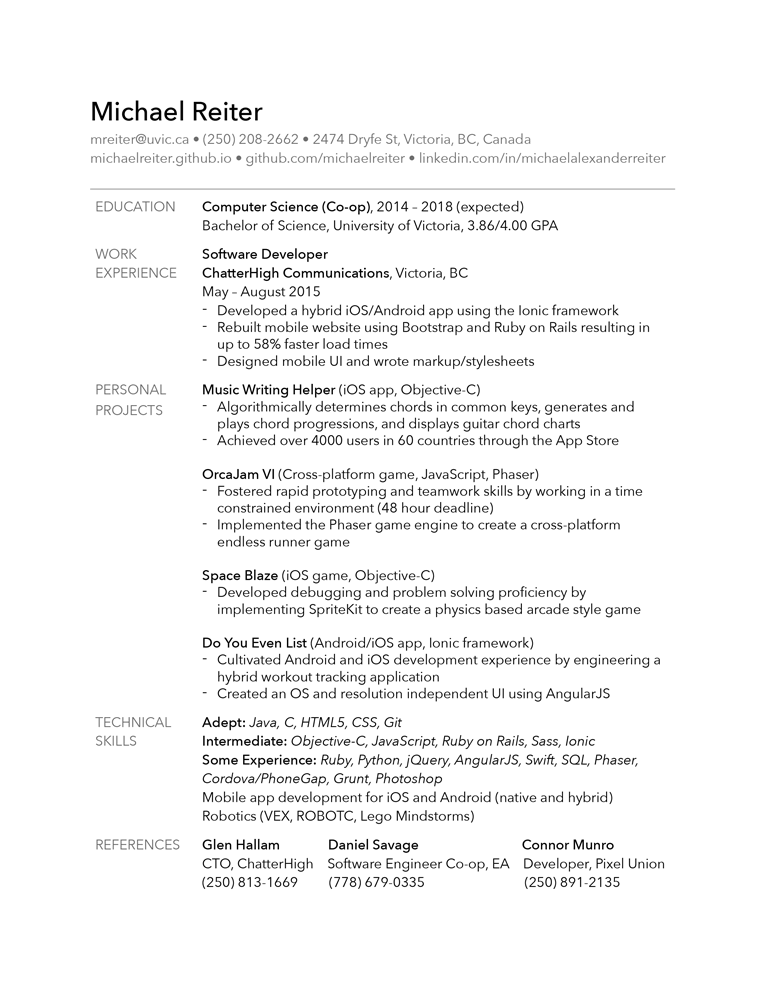 Michael Reiter
mreiter@uvic.ca • (250) 208-2662 • 2474 Dryfe St, Victoria, BC, Canada
michaelreiter.github.io • github.com/michaelreiter • linkedin.com/in/michaelalexanderreiter
EDUCATION
Computer Science (Co-op), 2014 – 2018 (expected)
Bachelor of Science, University of Victoria, 3.86/4.00 GPA
WORK
EXPERIENCE
Software Developer
ChatterHigh Communications, Victoria, BC
May – August 2015
- Developed a hybrid iOS/Android app using the Ionic framework
- Rebuilt mobile website using Bootstrap and Ruby on Rails resulting in
up to 58% faster load times
- Designed mobile UI and wrote markup/stylesheets
PERSONAL
PROJECTS
Music Writing Helper (iOS app, Objective-C)
- Algorithmically determines chords in common keys, generates and
plays chord progressions, and displays guitar chord charts
- Achieved over 4000 users in 60 countries through the App Store
OrcaJam VI (Cross-platform game, JavaScript, Phaser)
- Fostered rapid prototyping and teamwork skills by working in a time
constrained environment (48 hour deadline)
- Implemented the Phaser game engine to create a cross-platform
endless runner game
Space Blaze (iOS game, Objective-C)
- Developed debugging and problem solving proficiency by
implementing SpriteKit to create a physics based arcade style game
Do You Even List (Android/iOS app, Ionic framework)
- Cultivated Android and iOS development experience by engineering a
hybrid workout tracking application
- Created an OS and resolution independent UI using AngularJS
TECHNICAL
SKILLS
Adept: Java, C, HTML5, CSS, Git
Intermediate: Objective-C, JavaScript, Ruby on Rails, Sass, Ionic
Some Experience: Ruby, Python, jQuery, AngularJS, Swift, SQL, Phaser,
Cordova/PhoneGap, Grunt, Photoshop
Mobile app development for iOS and Android (native and hybrid)
Robotics (VEX, ROBOTC, Lego Mindstorms)
REFERENCES
Glen Hallam Daniel Savage Connor Munro
CTO, ChatterHigh Software Engineer Co-op, EA Developer, Pixel Union
(250) 813-1669 (778) 679-0335 (250) 891-2135